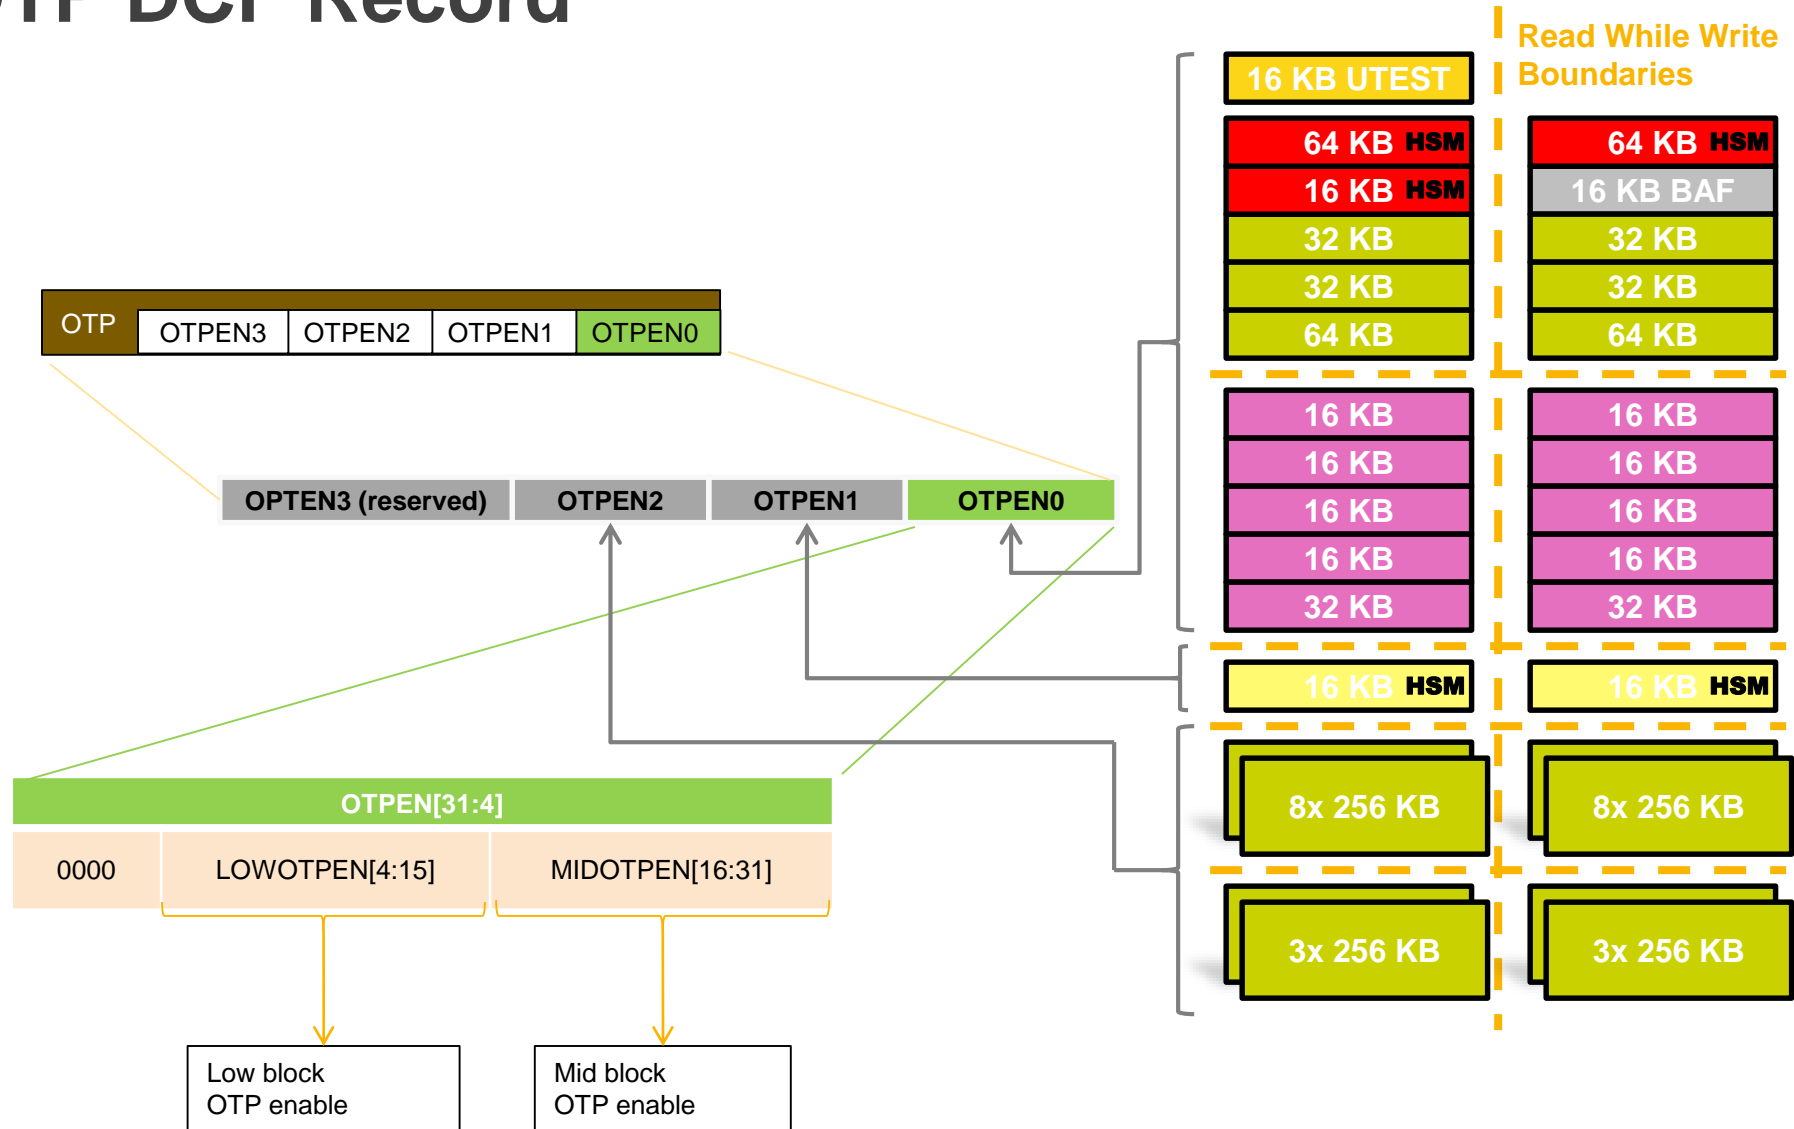 OTP DCF Record
Read While Write
Boundaries
16 KB UTEST
64 KB HSM
64 KB HSM
16 KB HSM
16 KB BAF
32 KB
32 KB
32 KB
32 KB
64 KB
64 KB
OTP
OTPEN3
OTPEN2
OTPEN1
OTPEN0
16 KB
16 KB
16 KB
16 KB
16 KB
16 KB
16 KB
16 KB
32 KB
32 KB
OPTEN3 (reserved)
OTPEN2
OTPEN1
OTPEN0
16 KB HSM
16 KB HSM
8x 256 KB
8x 256 KB
OTPEN[31:4]
0000
LOWOTPEN[4:15]
MIDOTPEN[16:31]
3x 256 KB
3x 256 KB
Low block
OTP enable
Mid block
OTP enable